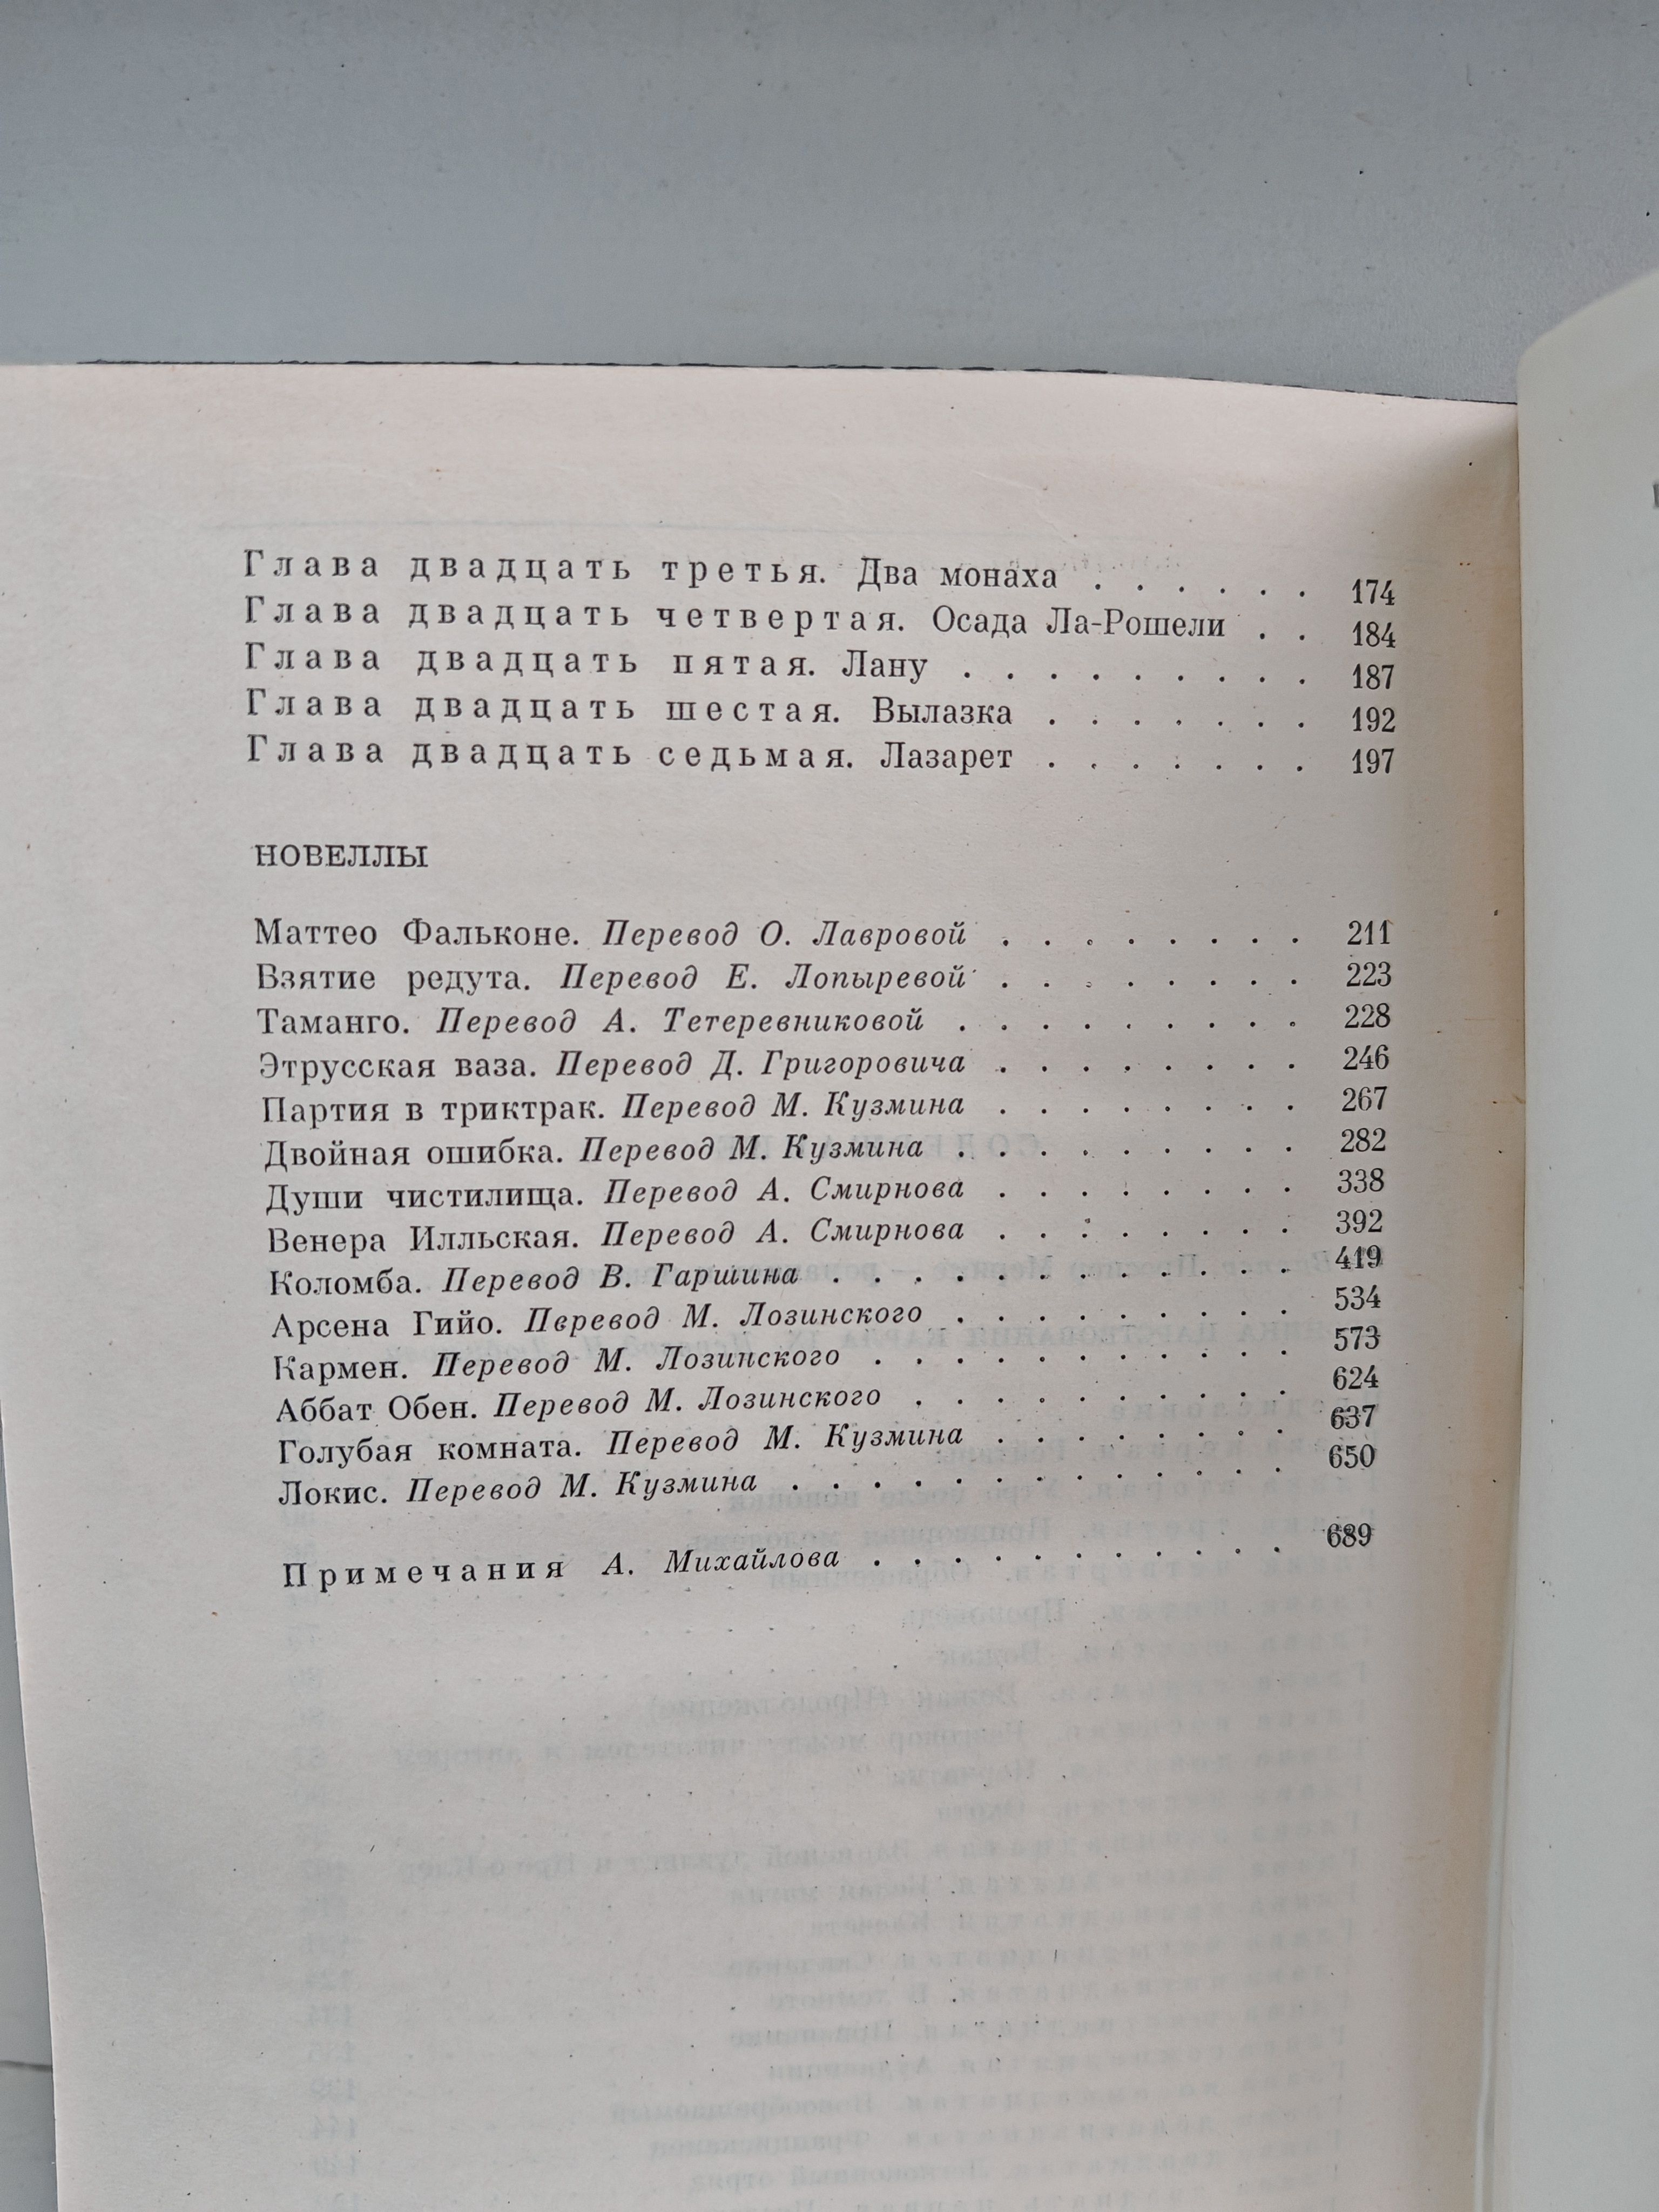 Глава двадцать третья. Два монаха . . . . . . 174
Глава двадцать четвертая. Осада Ла-Рошели . . 184
Глава двадцать пятая. Лану . . . . . . . . . 187
Глава двадцать шестая. Вылазка . . . . . . . 192
Глава двадцать седьмая. Лазарет . . . . . . . 197
НОВЕЛЛЫ
Маттео Фальконе. Перевод О. Лавровой . . . . . . . . 211
Взятие редута. Перевод Е. Лопыревой . . . . . . . . 223
Таманго. Перевод А. Тетеревниковой . . . . . . . . . 228
Этрусская ваза. Перевод Д. Григоровича . . . . . . . . 246
Партия в триктрак. Перевод М. Кузмина . . . . . . . . 267
Двойная ошибка. Перевод М. Кузмина . . . . . . . . . 282
Души чистилища. Перевод А. Смирнова . . . . . . . . 338
Венера Илльская. Перевод А. Смирнова . . . . . . . . 392
Коломба. Перевод В. Гаршина . . . . . . . . . . . . 419
Арсена Гийо. Перевод М. Лозинского . . . . . . . . . 534
Кармен. Перевод М. Лозинского . . . . . . . . . . . 573
Аббат Обен. Перевод М. Лозинского . . . . . . . . . . 624
Голубая комната. Перевод М. Кузмина . . . . . . . . 637
Локис. Перевод М. Кузмина . . . . . . . . . . . . . 650
Примечания А. Михайлова . . . . . . . . . . . 689